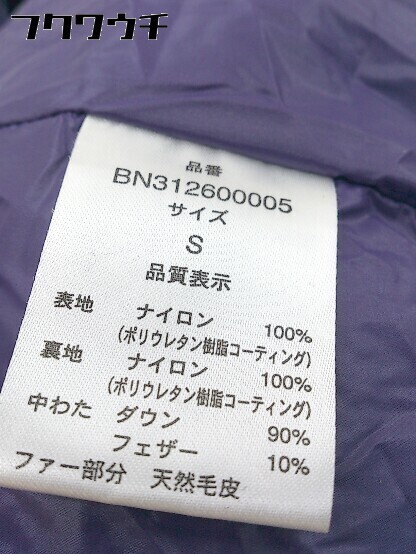 フクワウチ
品番
BN312600005
サイズ
S
品質表示
表地 ナイロン 100%
(ポリウレタン樹脂コーティング)
裏地 ナイロン 100%
(ポリウレタン樹脂コーティング)
中わた ダウン 90%
フェザー 10%
ファー部分 天然毛皮